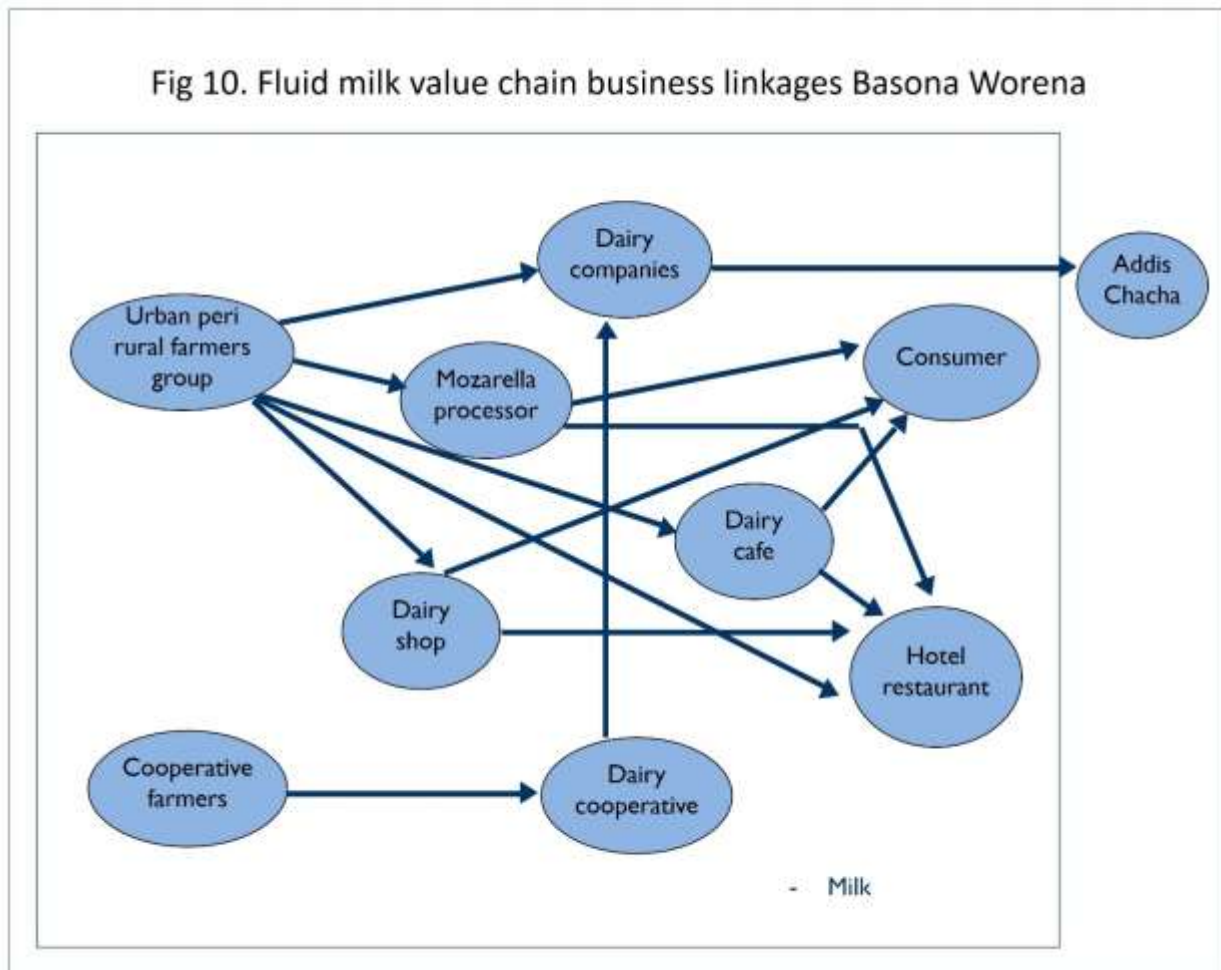 Fig 10. Fluid milk value chain business linkages Basona Worena
Dairy
companies
Addis
Chacha
Urban peri
rural farmers
group
Consumer
Mozarella
processor
Dairy
cafe
Dairy
shop
Hotel
restaurant
Cooperative
farmers
Dairy
cooperative
- Milk